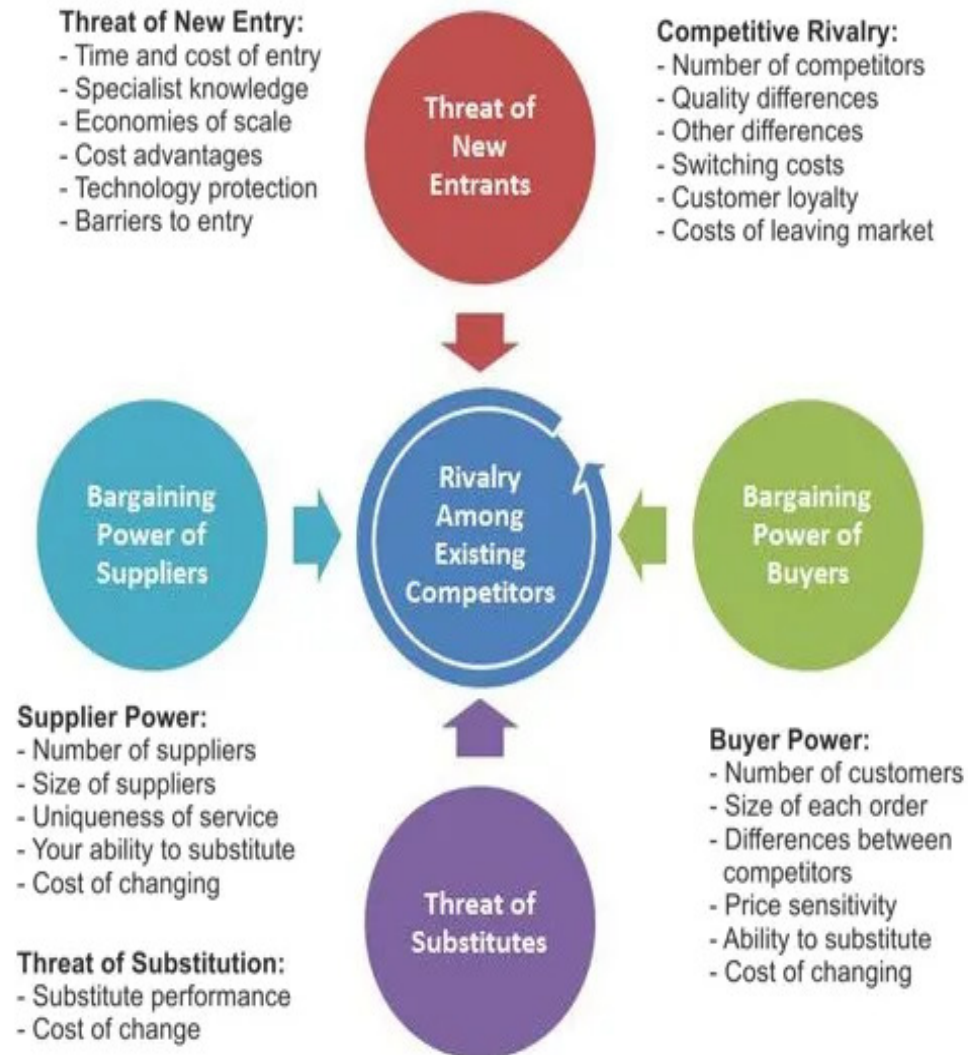 Threat of New Entry:
- Time and cost of entry
- Specialist knowledge
- Economies of scale
- Cost advantages
- Technology protection
- Barriers to entry
Threat of
New
Entrants
Competitive Rivalry:
- Number of competitors
- Quality differences
- Other differences
- Switching costs
- Customer loyalty
- Costs of leaving market
Bargaining
Power of
Suppliers
Rivalry
Among
Existing
Competitors
Bargaining
Power of
Buyers
Supplier Power:
- Number of suppliers
- Size of suppliers
- Uniqueness of service
- Your ability to substitute
- Cost of changing
Threat of Substitution:
- Substitute performance
- Cost of change
Threat of
Substitutes
Buyer Power:
- Number of customers
- Size of each order
- Differences between
competitors
- Price sensitivity
- Ability to substitute
- Cost of changing